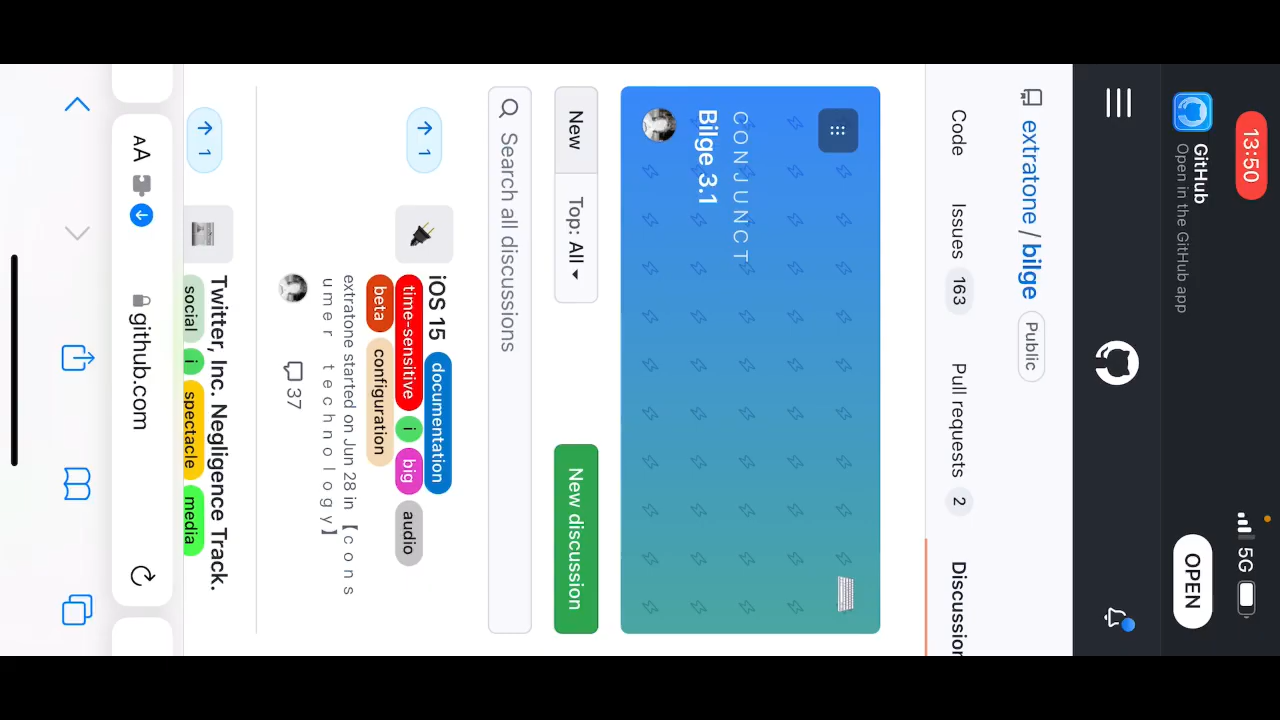 13:50
5G
GitHub
Open in the GitHub app
OPEN
extratone / bilge
Public
Code
Issues 163
Pull requests 2
Discussion
CONJUNCT
Bilge 3.1
New
Top: All
New discussion
Search all discussions
1
iOS 15
documentation
time-sensitive
i
big
audio
beta
configuration
extratone started on Jun 28 in 【c o n s
u m e r t e c h n o l o g y】
37
1
Twitter, Inc. Negligence Track.
social
i
spectacle
media
AA
github.com